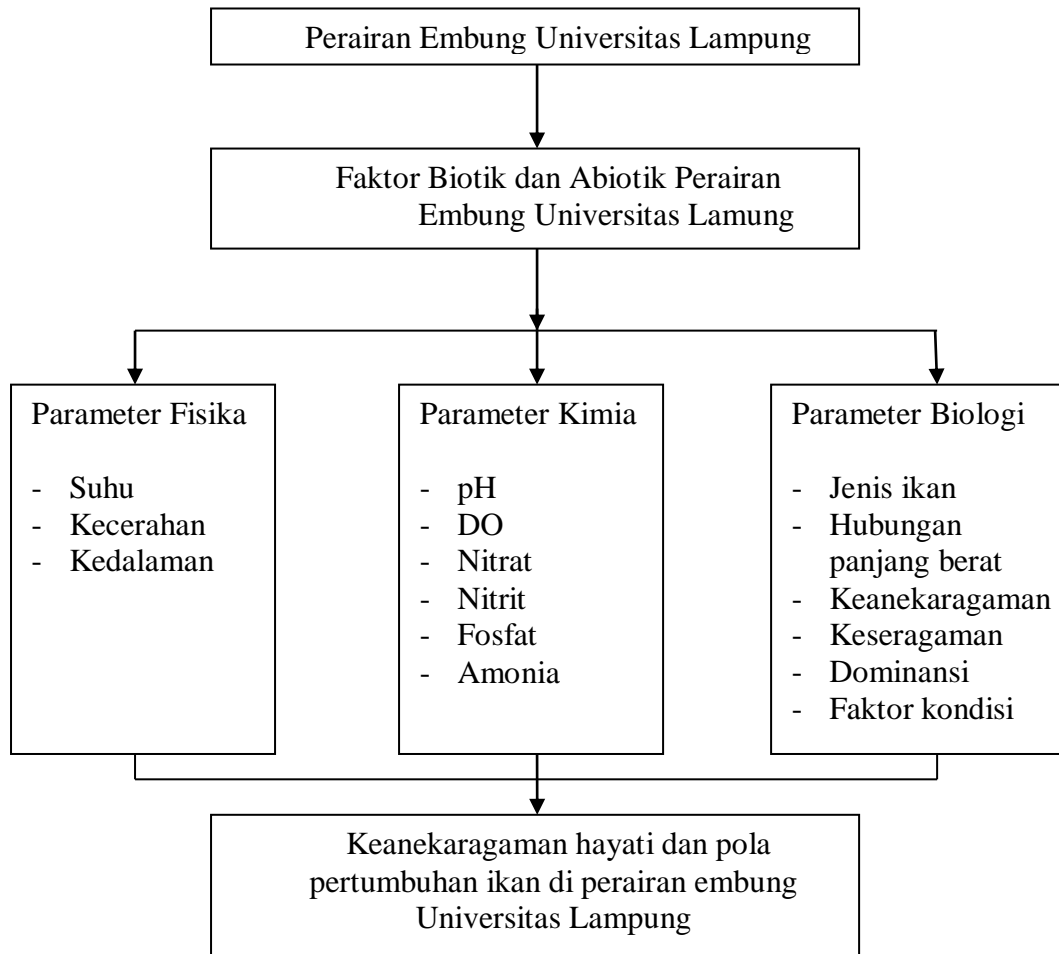 Perairan Embung Universitas Lampung
Faktor Biotik dan Abiotik Perairan
Embung Universitas Lamung
Parameter Fisika
- Suhu
- Kecerahan
- Kedalaman
Parameter Kimia
- pH
- DO
- Nitrat
- Nitrit
- Fosfat
- Amonia
Parameter Biologi
- Jenis ikan
- Hubungan
panjang berat
- Keanekaragaman
- Keseragaman
- Dominansi
- Faktor kondisi
Keanekaragaman hayati dan pola
pertumbuhan ikan di perairan embung
Universitas Lampung